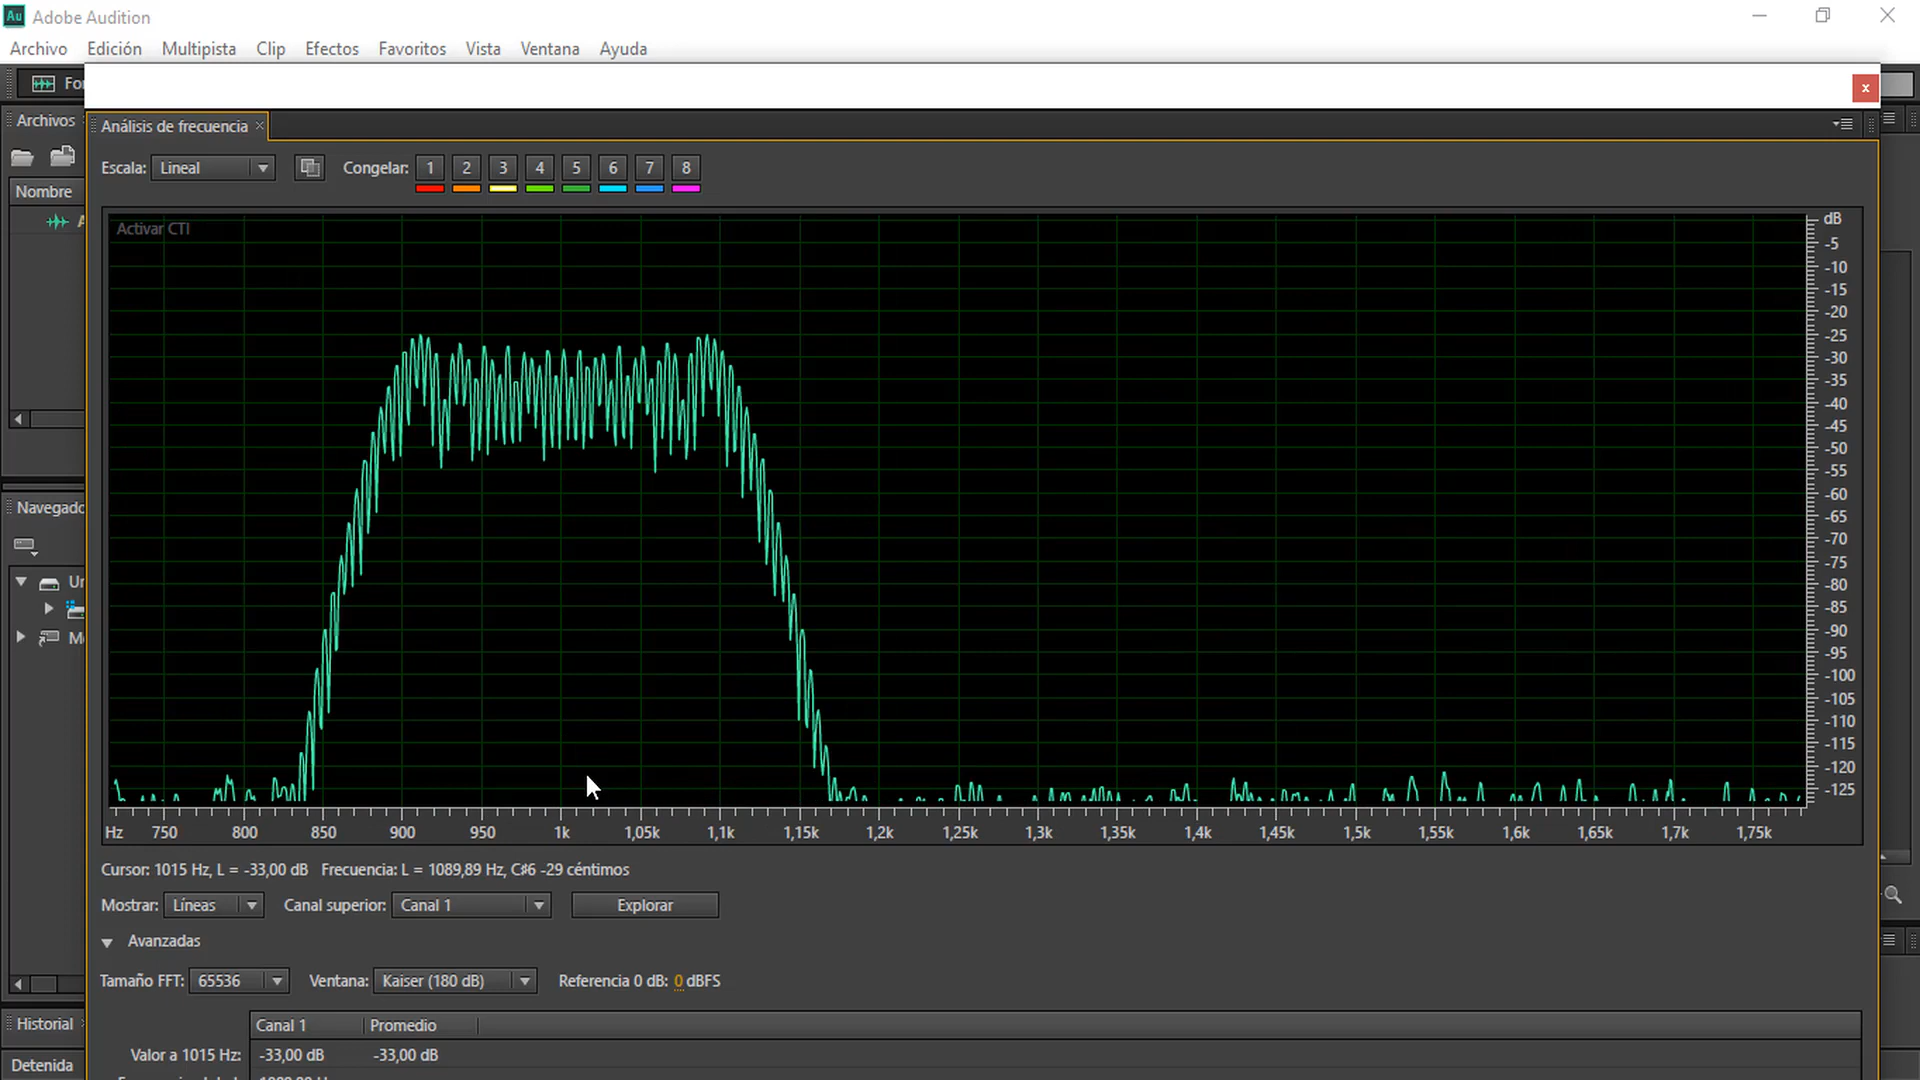 Au Adobe Audition
Archivo Edición Multipista Clip Efectos Favoritos Vista Ventana Ayuda
Archivos
Nombre
Análisis de frecuencia
Escala: Lineal Congelar: 1 2 3 4 5 6 7 8
Activar CTI
dB
-5
-10
-15
-20
-25
-30
-35
-40
-45
-50
-55
-60
-65
-70
-75
-80
-85
-90
-95
-100
-105
-110
-115
-120
-125
Hz 750 800 850 900 950 1k 1,05k 1,1k 1,15k 1,2k 1,25k 1,3k 1,35k 1,4k 1,45k 1,5k 1,55k 1,6k 1,65k 1,7k 1,75k
Cursor: 1015 Hz, L = -33,00 dB Frecuencia: L = 1089,89 Hz, C♯6 -29 céntimos
Mostrar: Líneas Canal superior: Canal 1 Explorar
Avanzadas
Tamaño FFT: 65536 Ventana: Kaiser (180 dB) Referencia 0 dB: 0 dBFS
Canal 1 Promedio
Valor a 1015 Hz: -33,00 dB -33,00 dB
Historial
Detenida